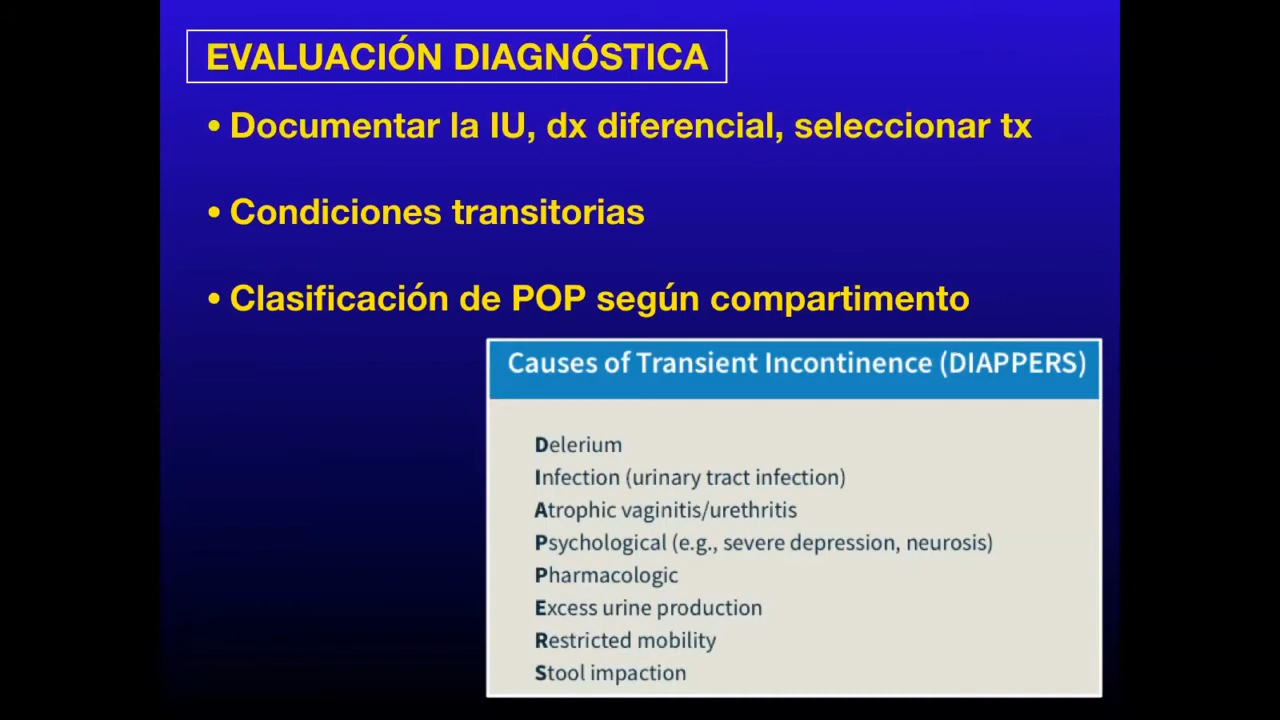 EVALUACIÓN DIAGNÓSTICA
• Documentar la IU, dx diferencial, seleccionar tx
• Condiciones transitorias
• Clasificación de POP según compartimento
Causes of Transient Incontinence (DIAPPERS)
Delerium
Infection (urinary tract infection)
Atrophic vaginitis/urethritis
Psychological (e.g., severe depression, neurosis)
Pharmacologic
Excess urine production
Restricted mobility
Stool impaction